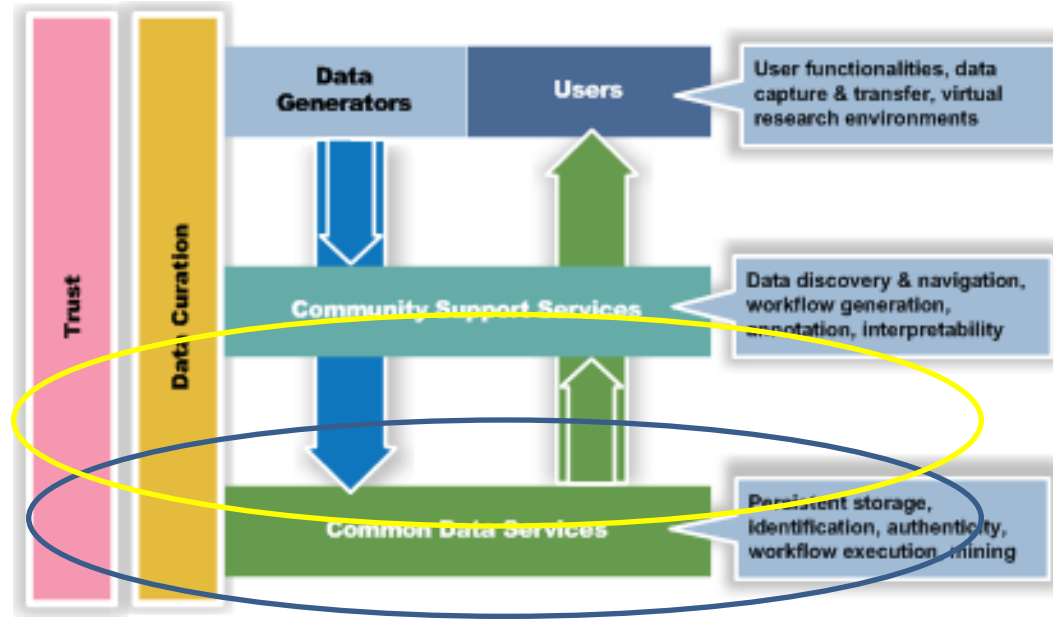 Trust
Data Curation
Data
Generators
Users
User functionalities, data
capture & transfer, virtual
research environments
Community Support Services
Data discovery & navigation,
workflow generation,
annotation, interpretability
Common Data Services
Persistent storage,
identification, authenticity,
workflow execution, mining